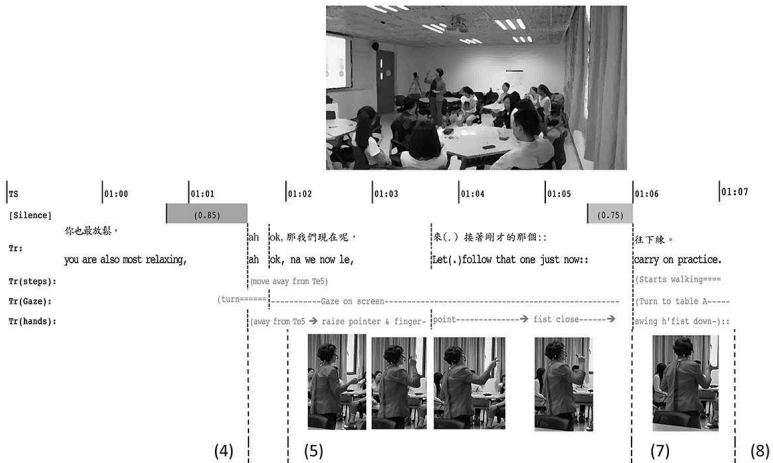 TS 01:00 01:01 01:02 01:03 01:04 01:05 01:06 01:07
[Silence] (0.85) (0.75)
你也最放鬆， ah ok,那我們現在呢， 來(.) 接著剛才的那個:: 往下練。
Tr: you are also most relaxing, ah ok, na we now le, Let(.)follow that one just now:: carry on practice.
Tr(steps): (move away from Te5 (Starts walking====
Tr(Gaze): (turn====== -----------Gaze on screen---------------------------------------------------- (Turn to table A-----
Tr(hands): (away from Te5 → raise pointer & finger- point---------------→ fist close------→ swing h'fist down-)::
(4) (5) (7) (8)